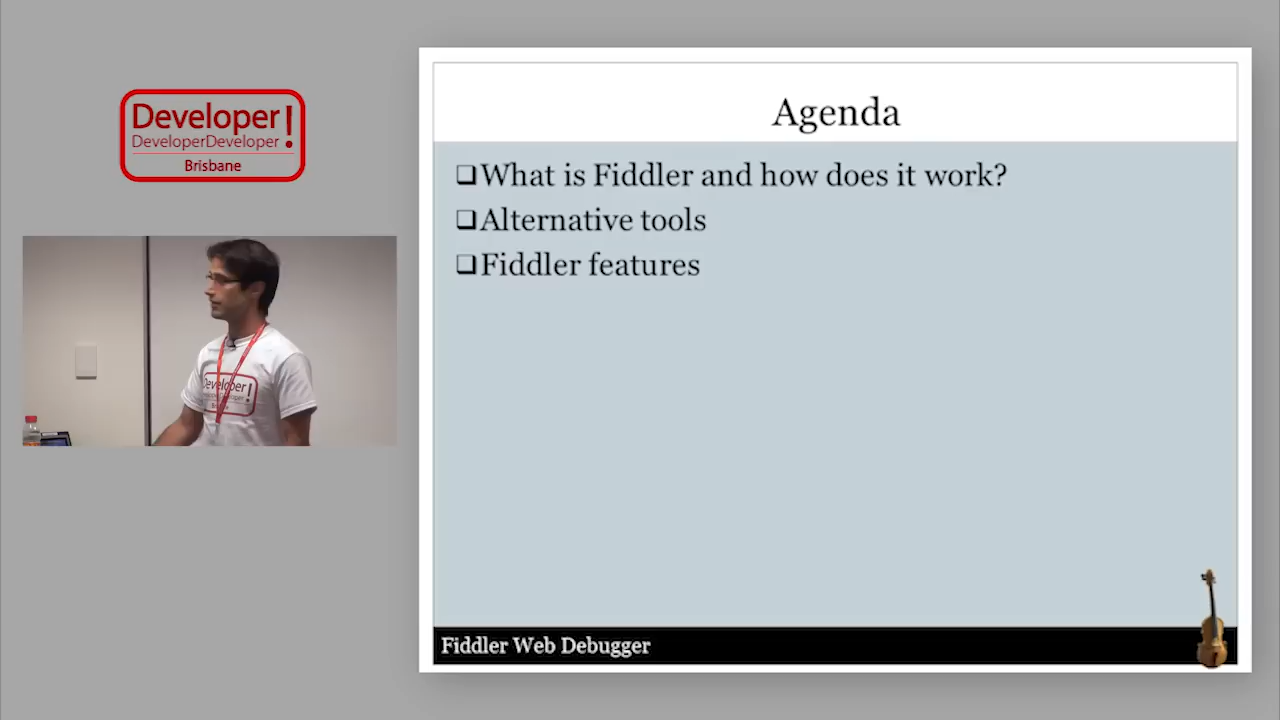 Developer!
DeveloperDeveloper
Brisbane
Agenda
What is Fiddler and how does it work?
Alternative tools
Fiddler features
Developer!
Fiddler Web Debugger